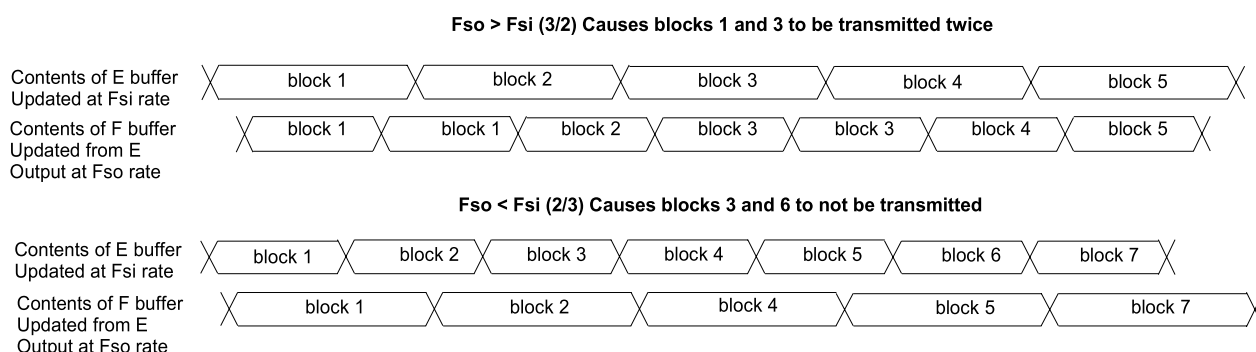 Fso > Fsi (3/2) Causes blocks 1 and 3 to be transmitted twice
Contents of E buffer
Updated at Fsi rate
block 1 block 2 block 3 block 4 block 5
Contents of F buffer
Updated from E
Output at Fso rate
block 1 block 1 block 2 block 3 block 3 block 4 block 5
Fso < Fsi (2/3) Causes blocks 3 and 6 to not be transmitted
Contents of E buffer
Updated at Fsi rate
block 1 block 2 block 3 block 4 block 5 block 6 block 7
Contents of F buffer
Updated from E
Output at Fso rate
block 1 block 2 block 4 block 5 block 7